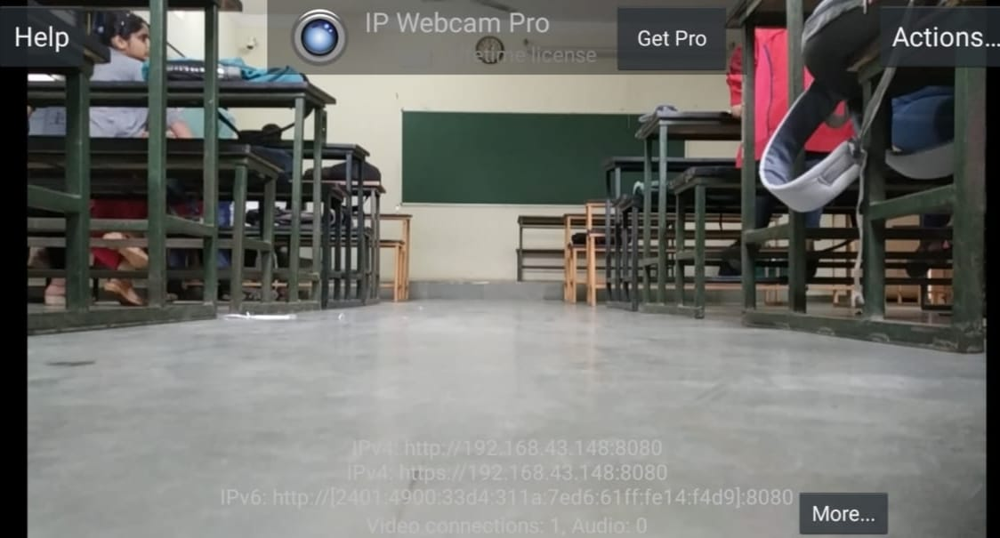 Help
IP Webcam Pro
Get Pro
Actions...
lifetime license
IPv4: http://192.168.43.148:8080
IPv4: https://192.168.43.148:8080
IPv6: http://[2401:4900:33d4:311a:7ed6:61ff:fe14:f4d9]:8080
More...
Video connections: 1, Audio: 0